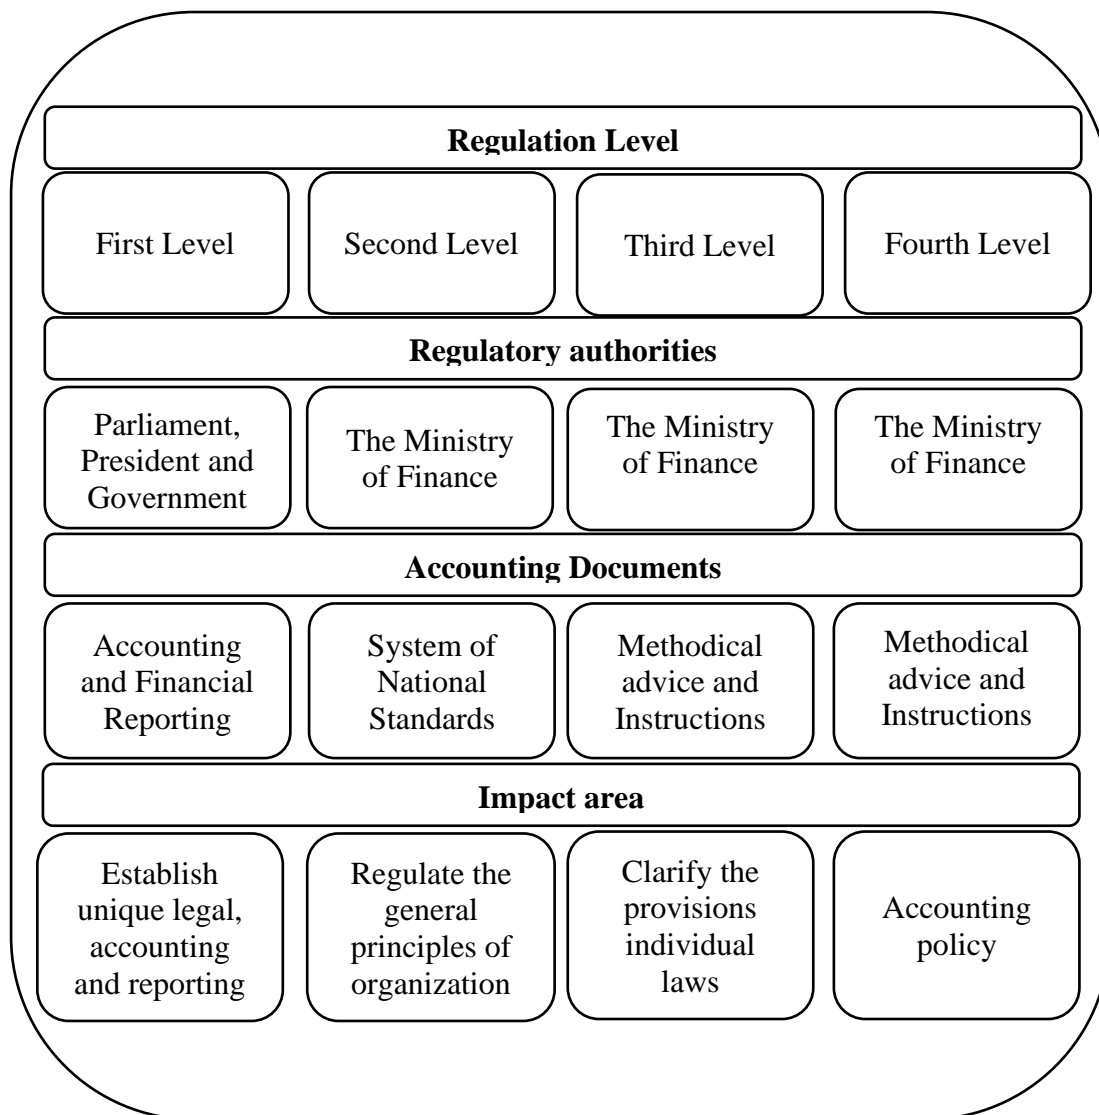 Regulation Level
First Level
Second Level
Third Level
Fourth Level
Regulatory authorities
Parliament,
President and
Government
The Ministry
of Finance
The Ministry
of Finance
The Ministry
of Finance
Accounting Documents
Accounting
and Financial
Reporting
System of
National
Standards
Methodical
advice and
Instructions
Methodical
advice and
Instructions
Impact area
Establish
unique legal,
accounting
and reporting
Regulate the
general
principles of
organization
Clarify the
provisions
individual
laws
Accounting
policy